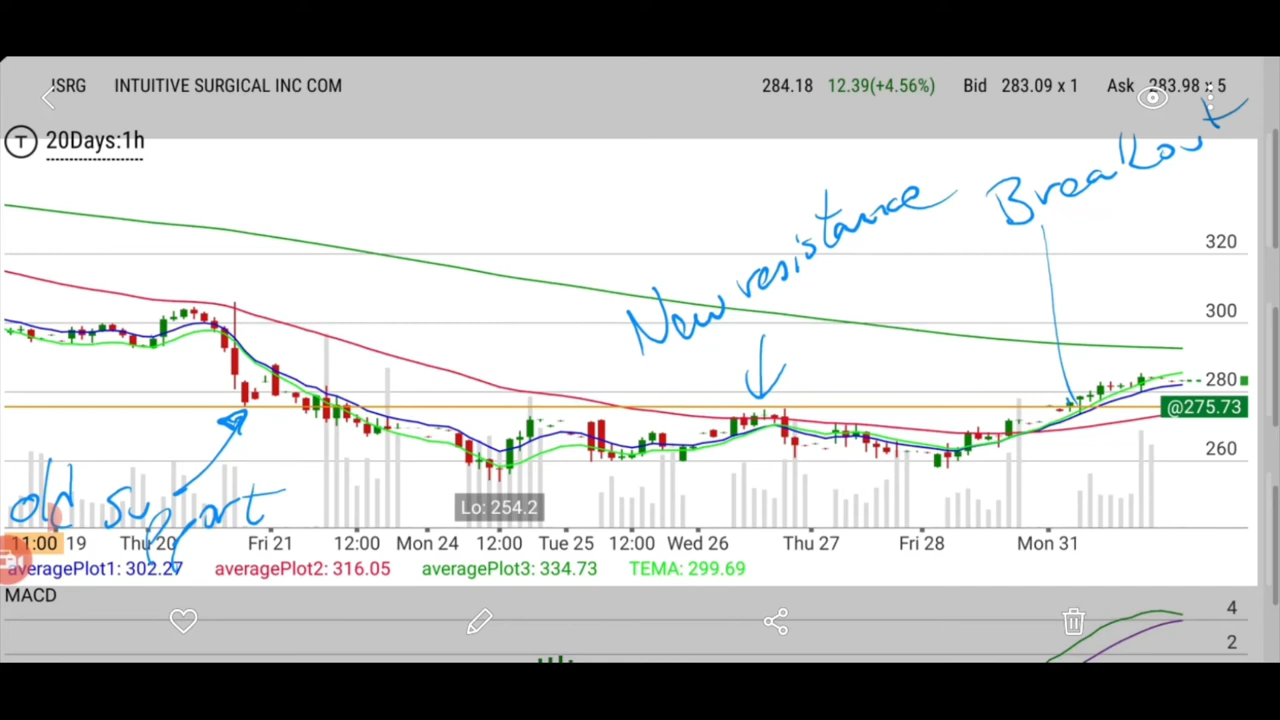 ISRG INTUITIVE SURGICAL INC COM 284.18 12.39(+4.56%) Bid 283.09 x 1 Ask 283.98 x 5
T 20Days:1h
Breakout
New resistance
320
300
280
@275.73
260
old support
Lo: 254.2
11:00 19 Thu 20 Fri 21 12:00 Mon 24 12:00 Tue 25 12:00 Wed 26 Thu 27 Fri 28 Mon 31
averagePlot1: 302.27 averagePlot2: 316.05 averagePlot3: 334.73 TEMA: 299.69
MACD
4
2